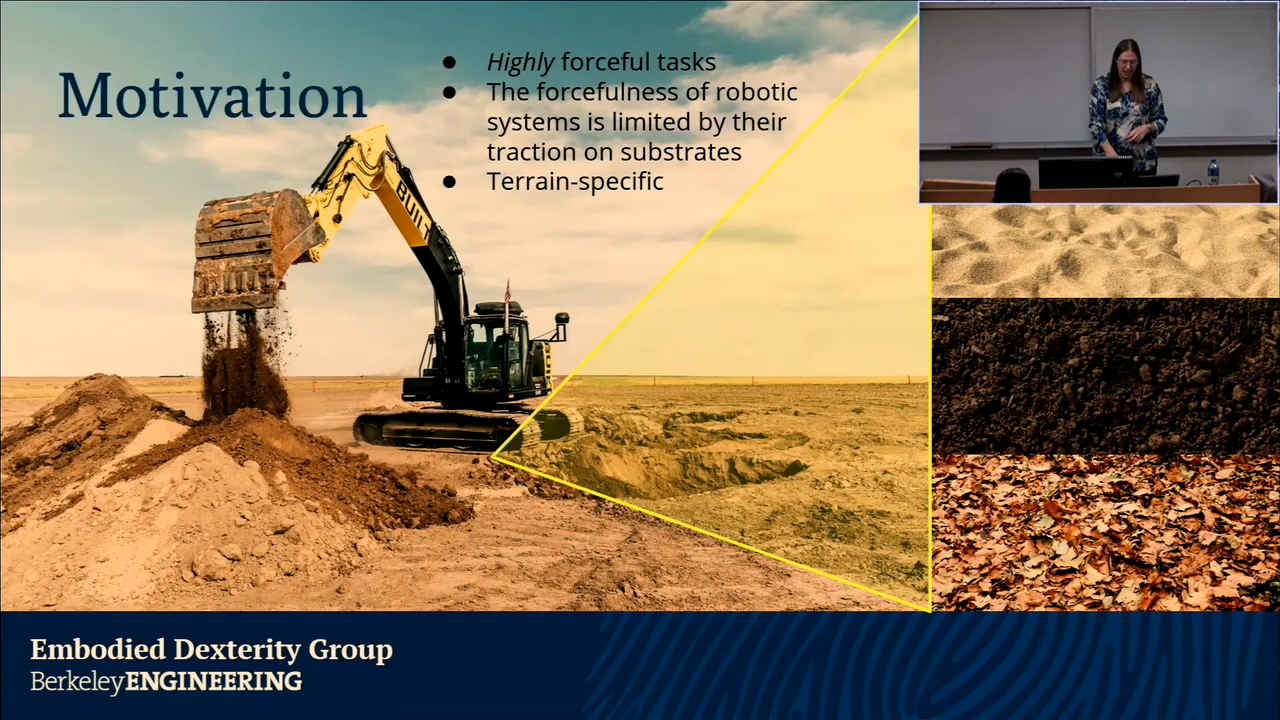 Motivation
● Highly forceful tasks
● The forcefulness of robotic
systems is limited by their
traction on substrates
● Terrain-specific
BUILT
Embodied Dexterity Group
BerkeleyENGINEERING